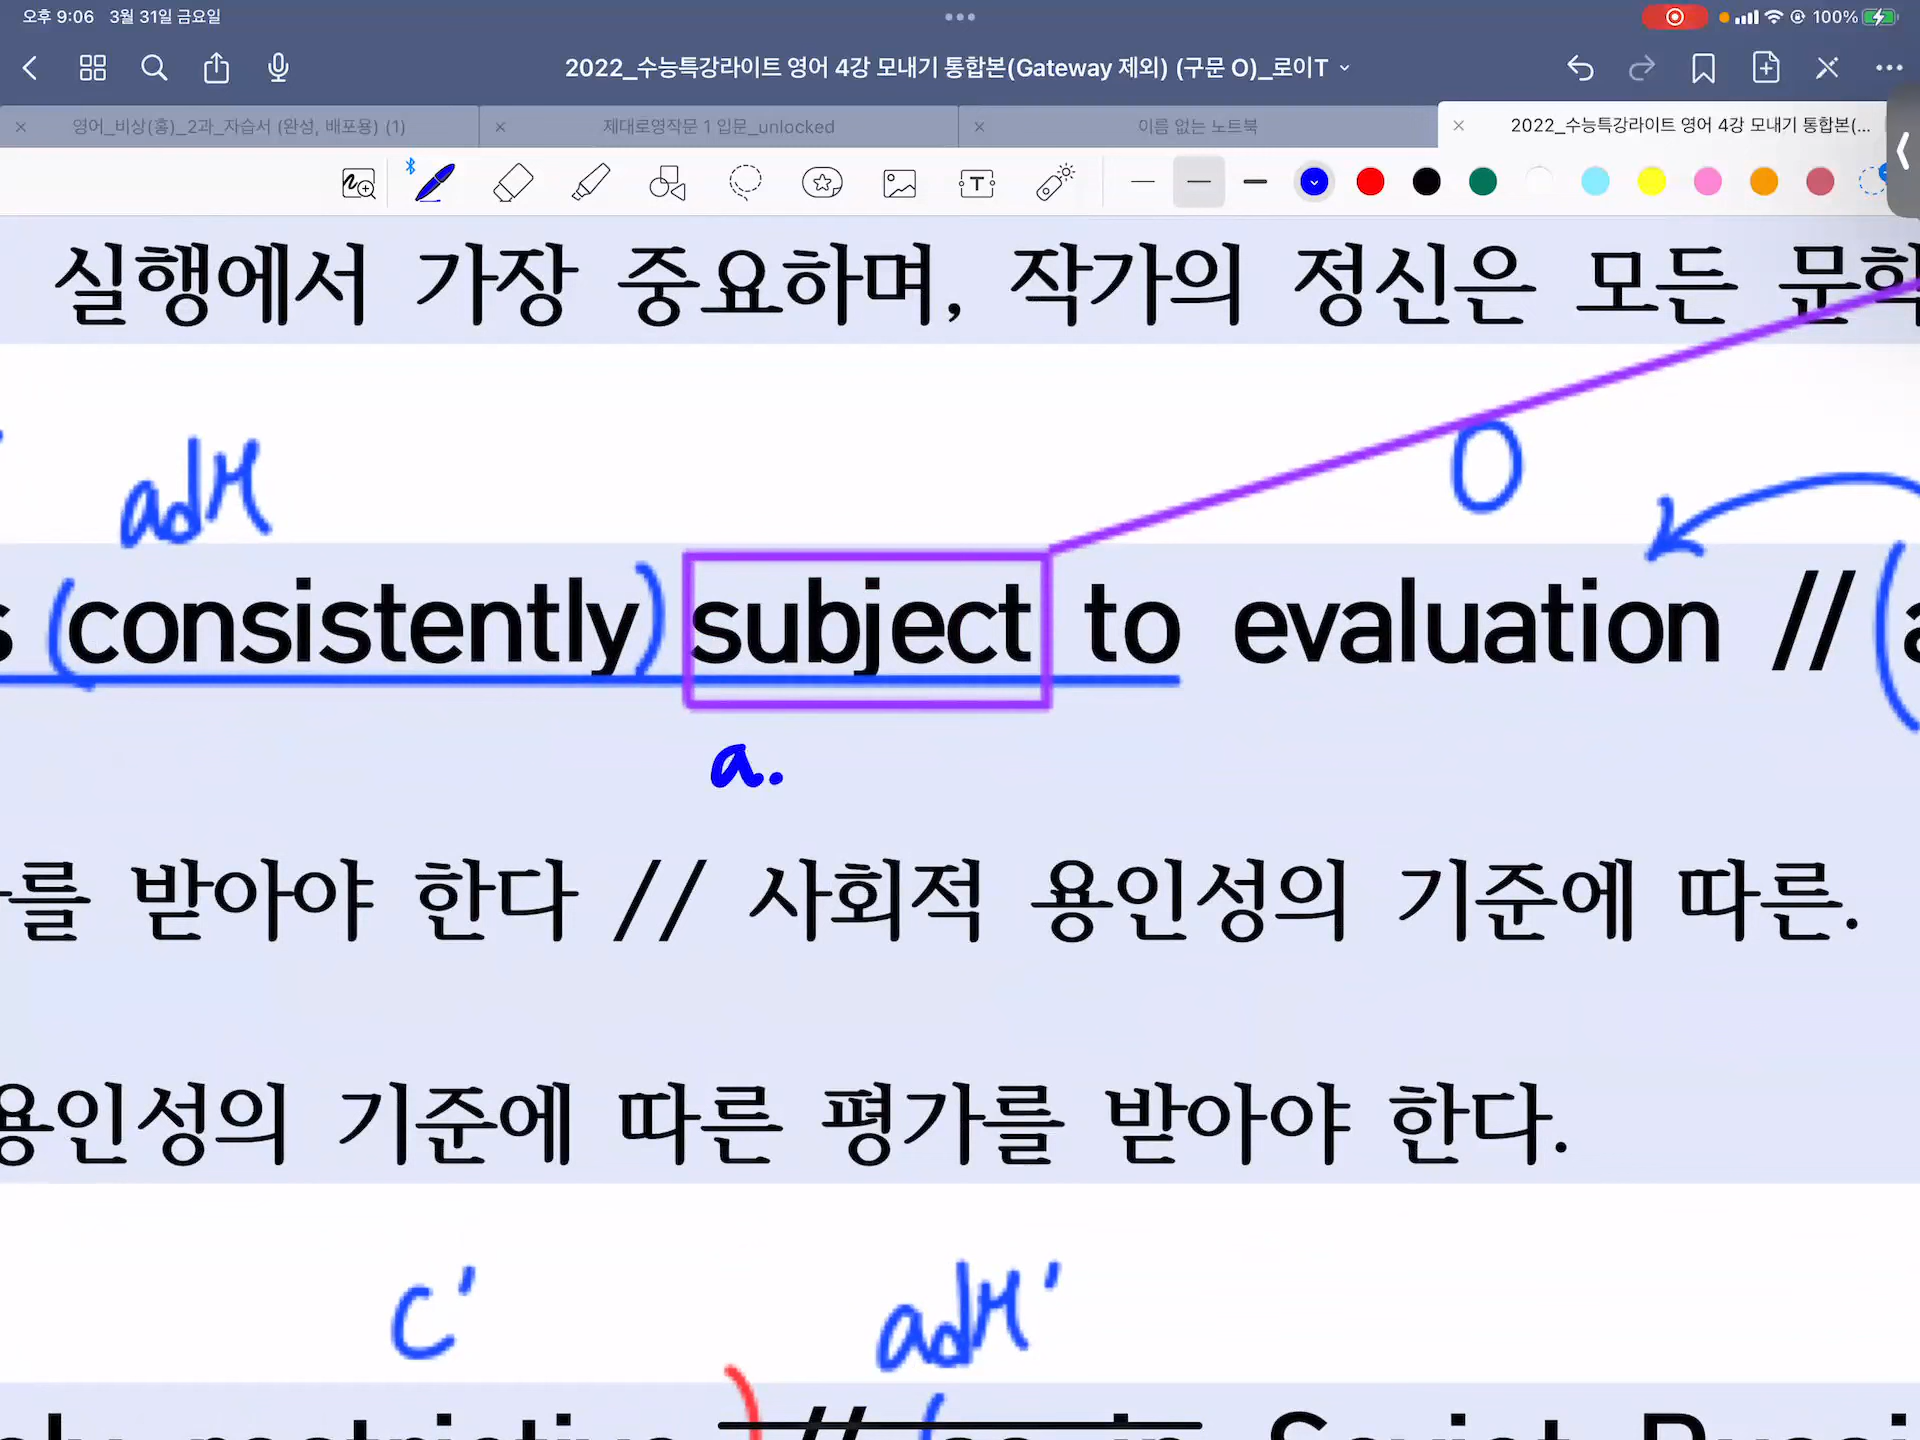 오후 9:06 3월 31일 금요일
100%
2022_수능특강라이트 영어 4강 모내기 통합본(Gateway 제외) (구문 O)_로이T
영어_비상(홍)_2과_자습서 (완성, 배포용) (1)
제대로영작문 1 입문_unlocked
이름 없는 노트북
2022_수능특강라이트 영어 4강 모내기 통합본(...
실행에서 가장 중요하며, 작가의 정신은 모든 문학
adM O
(consistently) subject to evaluation // (
a.
를 받아야 한다 // 사회적 용인성의 기준에 따른.
용인성의 기준에 따른 평가를 받아야 한다.
C' adM'
restrictive // (as in Soviet